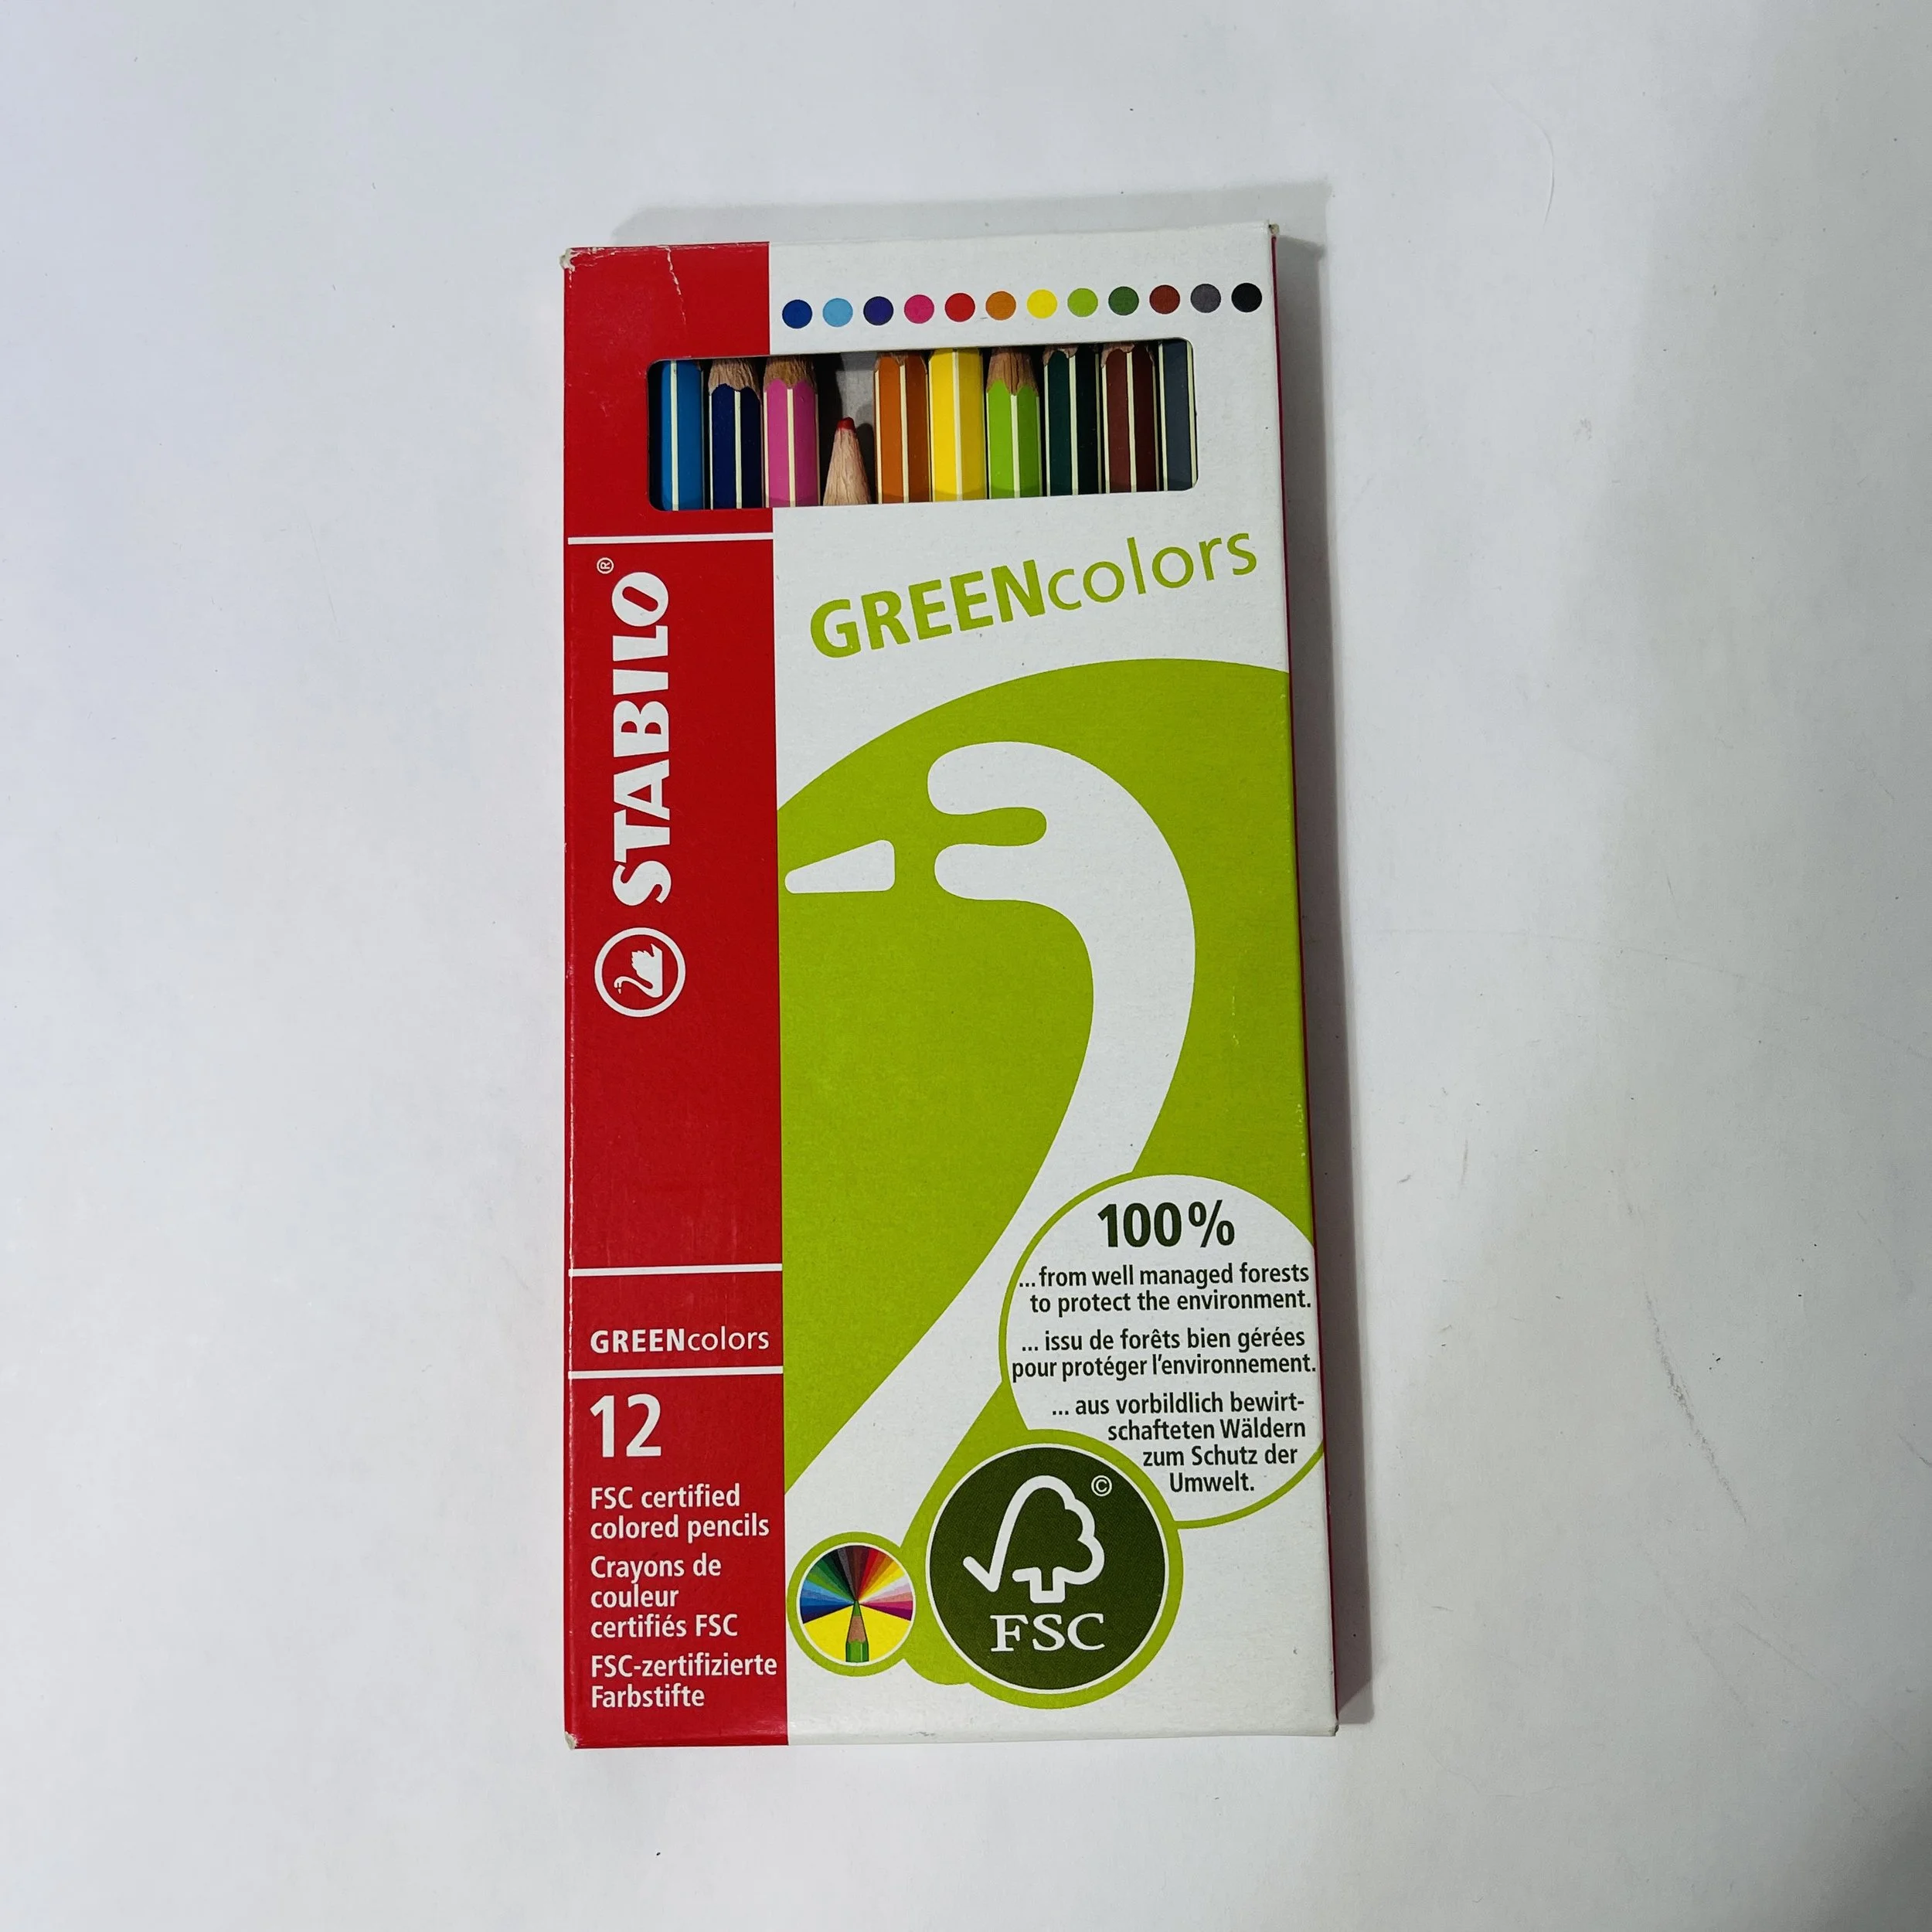 GREENcolors
STABILO®
100%
...from well managed forests
to protect the environment.
... issu de forêts bien gérées
pour protéger l'environnement.
... aus vorbildlich bewirt-
schafteten Wäldern
zum Schutz der
Umwelt.
©
FSC
GREENcolors
12
FSC certified
colored pencils
Crayons de
couleur
certifiés FSC
FSC-zertifizierte
Farbstifte